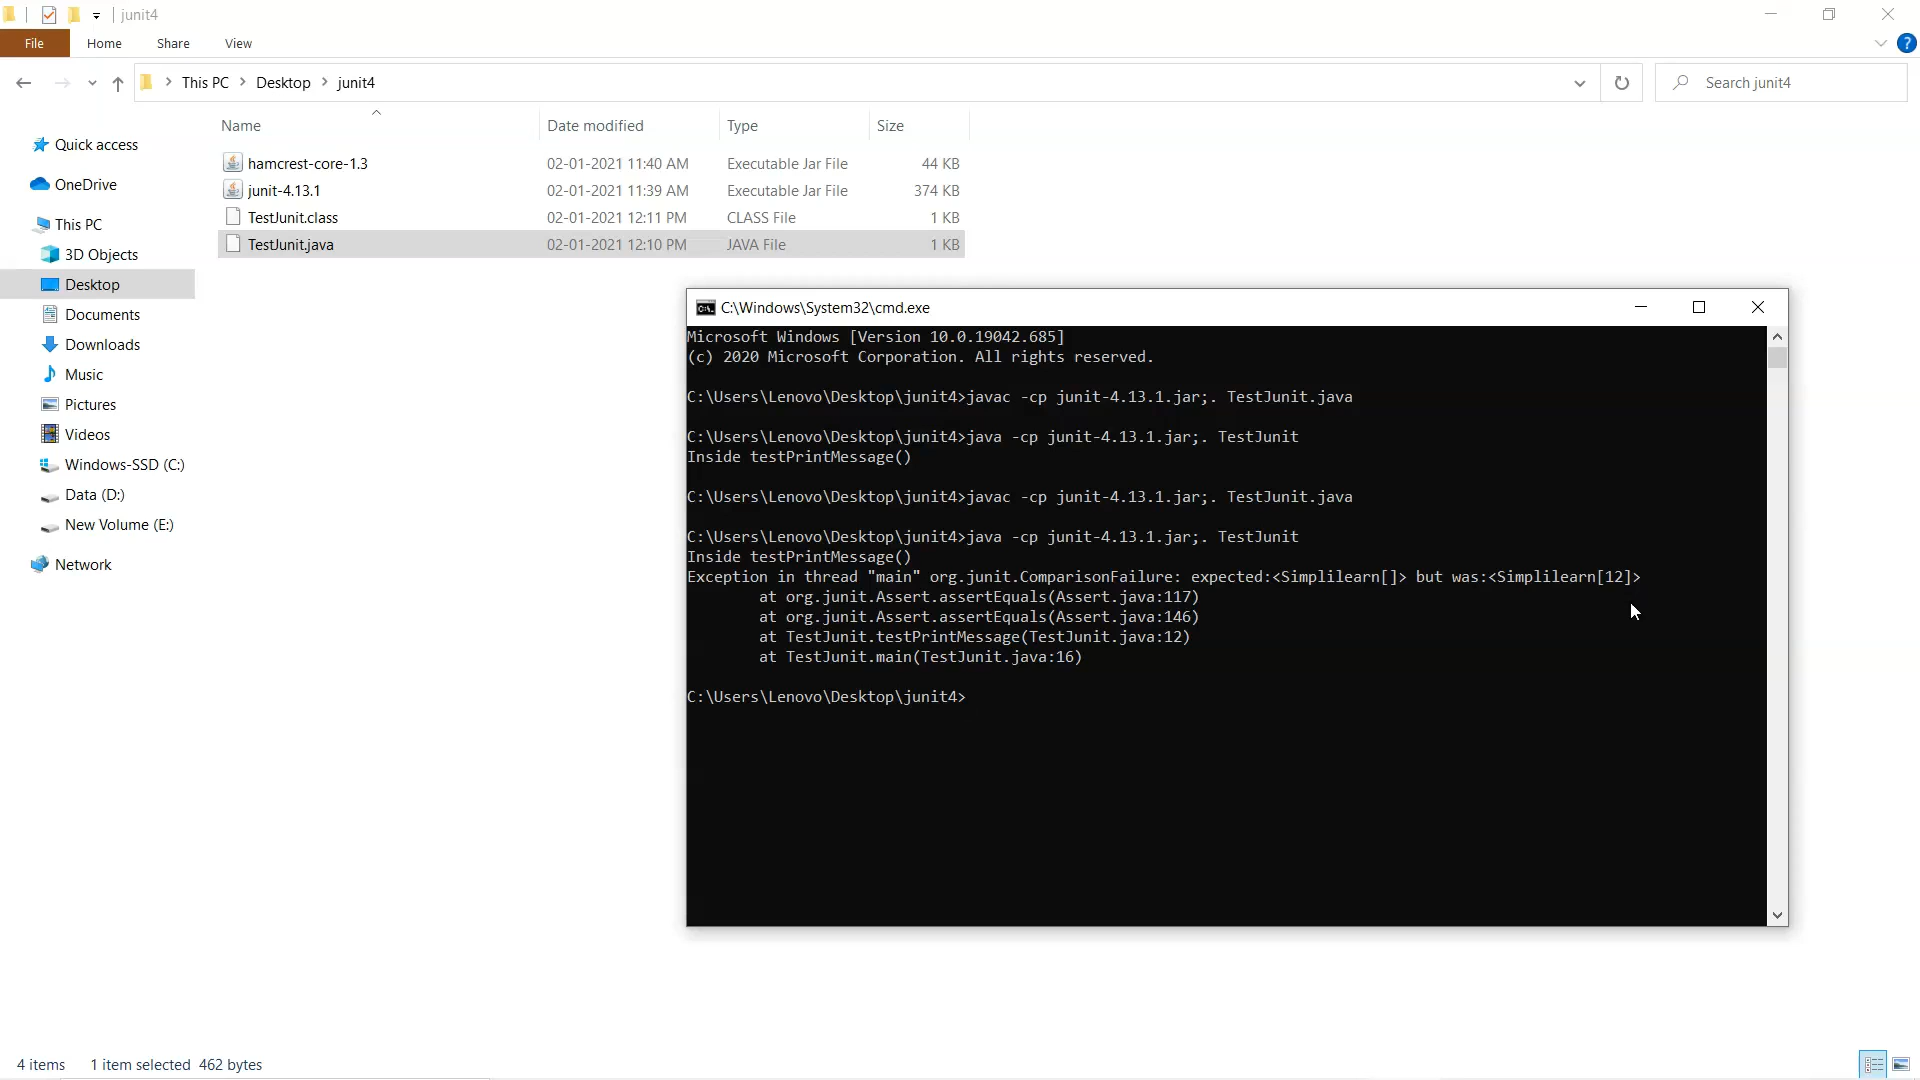 junit4
File Home Share View
This PC Desktop junit4
Search junit4
Name Date modified Type Size
Quick access
OneDrive
This PC
3D Objects
Desktop
Documents
Downloads
Music
Pictures
Videos
Windows-SSD (C:)
Data (D:)
New Volume (E:)
Network
hamcrest-core-1.3 02-01-2021 11:40 AM Executable Jar File 44 KB
junit-4.13.1 02-01-2021 11:39 AM Executable Jar File 374 KB
TestJunit.class 02-01-2021 12:11 PM CLASS File 1 KB
TestJunit.java 02-01-2021 12:10 PM JAVA File 1 KB
C:\Windows\System32\cmd.exe
Microsoft Windows [Version 10.0.19042.685]
(c) 2020 Microsoft Corporation. All rights reserved.
C:\Users\Lenovo\Desktop\junit4>javac -cp junit-4.13.1.jar;. TestJunit.java
C:\Users\Lenovo\Desktop\junit4>java -cp junit-4.13.1.jar;. TestJunit
Inside testPrintMessage()
C:\Users\Lenovo\Desktop\junit4>javac -cp junit-4.13.1.jar;. TestJunit.java
C:\Users\Lenovo\Desktop\junit4>java -cp junit-4.13.1.jar;. TestJunit
Inside testPrintMessage()
Exception in thread "main" org.junit.ComparisonFailure: expected:<Simplilearn[]> but was:<Simplilearn[12]>
at org.junit.Assert.assertEquals(Assert.java:117)
at org.junit.Assert.assertEquals(Assert.java:146)
at TestJunit.testPrintMessage(TestJunit.java:12)
at TestJunit.main(TestJunit.java:16)
C:\Users\Lenovo\Desktop\junit4>
4 items 1 item selected 462 bytes